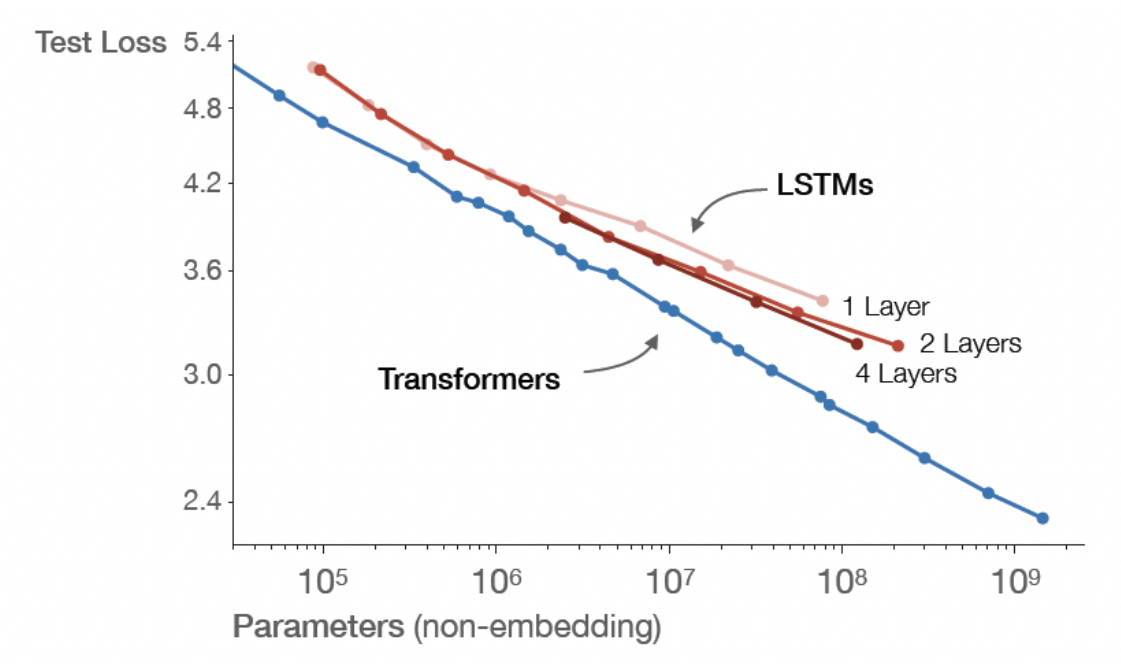 Test Loss
5.4
4.8
4.2
3.6
3.0
2.4
LSTMs
1 Layer
2 Layers
4 Layers
Transformers
10⁵
10⁶
10⁷
10⁸
10⁹
Parameters (non-embedding)